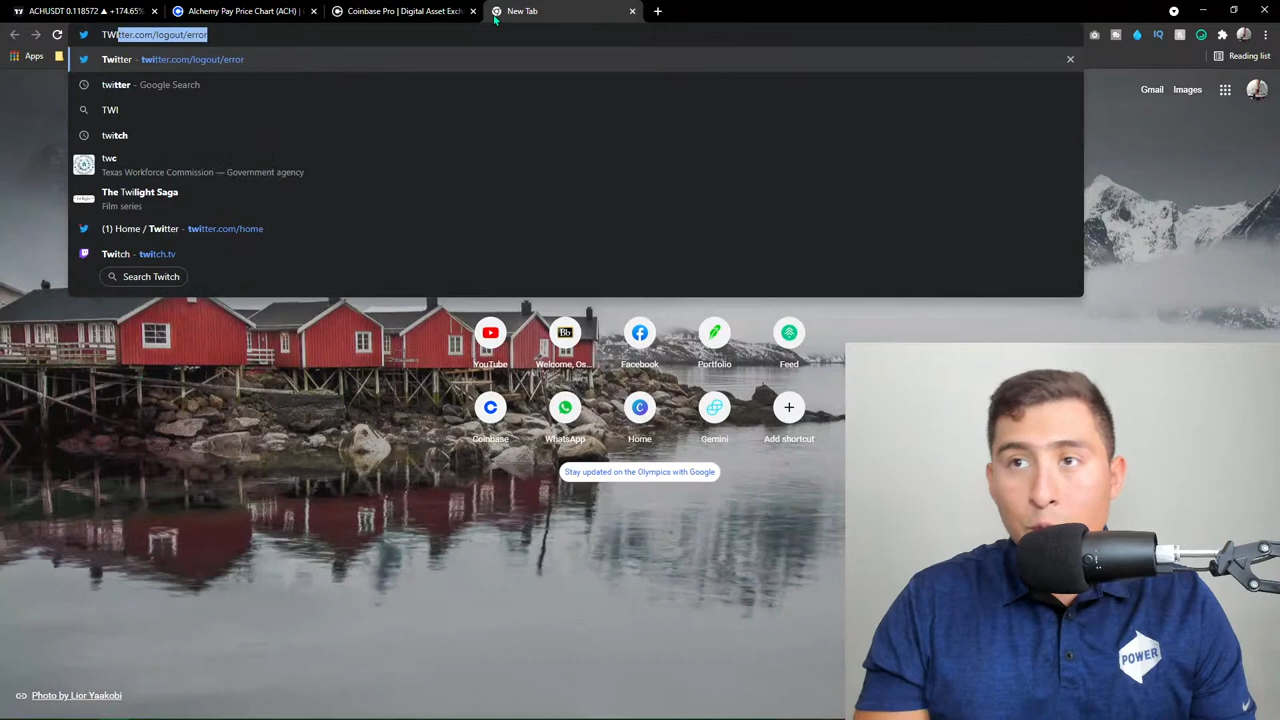 ACHUSDT 0.118572 ▲ +174.65%
Alchemy Pay Price Chart (ACH) |
Coinbase Pro | Digital Asset Exch
New Tab
TWitter.com/logout/error
Apps
Reading list
Twitter - twitter.com/logout/error
twitter - Google Search
TWI
twitch
twc
Texas Workforce Commission — Government agency
The Twilight Saga
Film series
(1) Home / Twitter - twitter.com/home
Twitch - twitch.tv
Search Twitch
Gmail Images
YouTube
Welcome, Os...
Facebook
Portfolio
Feed
Coinbase
WhatsApp
Home
Gemini
Add shortcut
Stay updated on the Olympics with Google
Photo by Lior Yaakobi
POWER